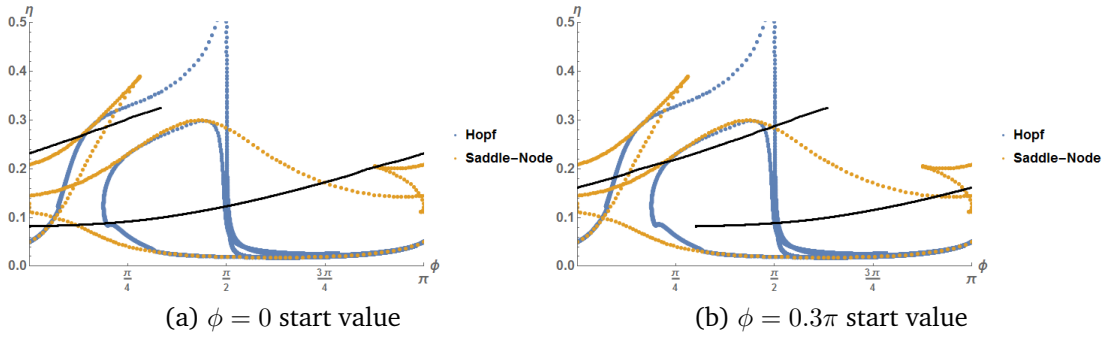 η
0.5
0.4
0.3
0.2
0.1
0.0
π/4
π/2
3π/4
π
ϕ
Hopf
Saddle-Node
(a) ϕ = 0 start value
η
0.5
0.4
0.3
0.2
0.1
0.0
π/4
π/2
3π/4
π
ϕ
Hopf
Saddle-Node
(b) ϕ = 0.3π start value